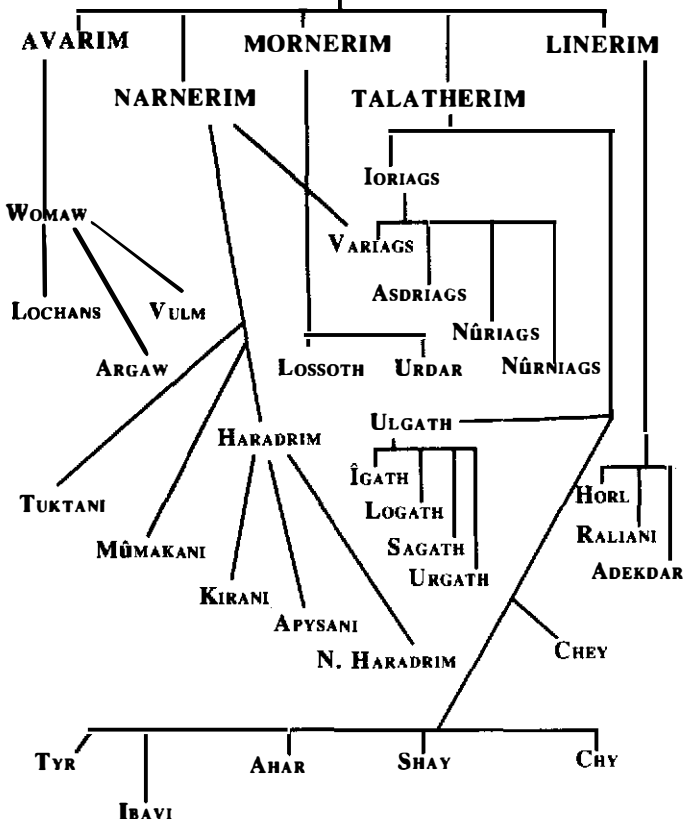 AVARIM
MORNERIM
LINERIM
NARNERIM
TALATHERIM
IORIAGS
WOMAW
VARIAGS
ASDRIAGS
LOCHANS
VULM
NÛRIAGS
ARGAW
LOSSOTH
URDAR
NÛRNIAGS
HARADRIM
ULGATH
ÎGATH
TUKTANI
LOGATH
HORL
MÛMAKANI
SAGATH
RALIANI
URGATH
ADEKDAR
KIRANI
APYSANI
N. HARADRIM
CHEY
TYR
AHAR
SHAY
CHY
IBAVI